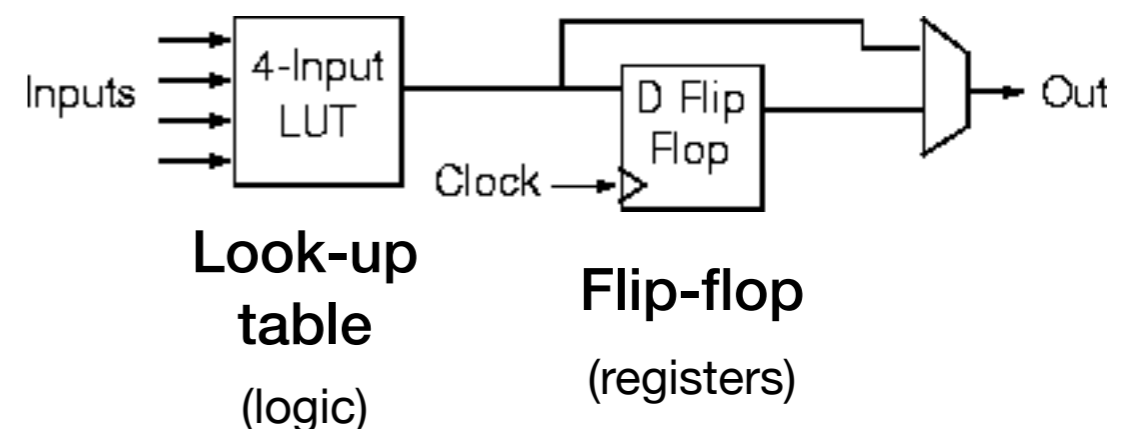 Inputs
4-Input
LUT
Clock
D Flip
Flop
Out
Look-up
table
(logic)
Flip-flop
(registers)